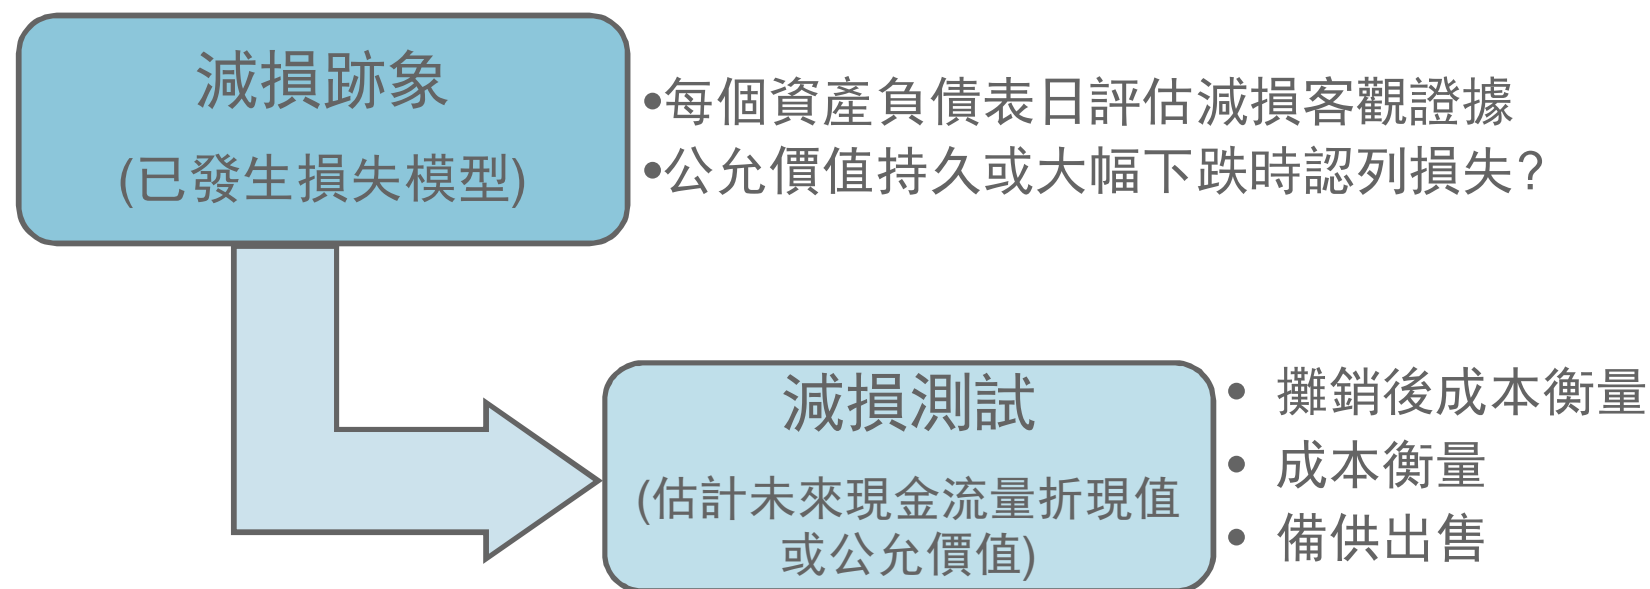 減損跡象
(已發生損失模型)
•每個資產負債表日評估減損客觀證據
•公允價值持久或大幅下跌時認列損失?
減損測試
(估計未來現金流量折現值
或公允價值)
• 攤銷後成本衡量
• 成本衡量
• 備供出售